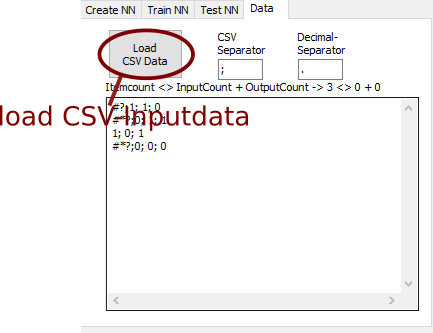 Create NN Train NN Test NN Data
Load
CSV Data
CSV
Separator
;
Decimal-
Separator
.
Itemcount <> InputCount + OutputCount -> 3 <> 0 + 0
load CSV Inputdata
#?;1; 1; 0
#*?;0; 1; 1
1; 0; 1
#*?;0; 0; 0